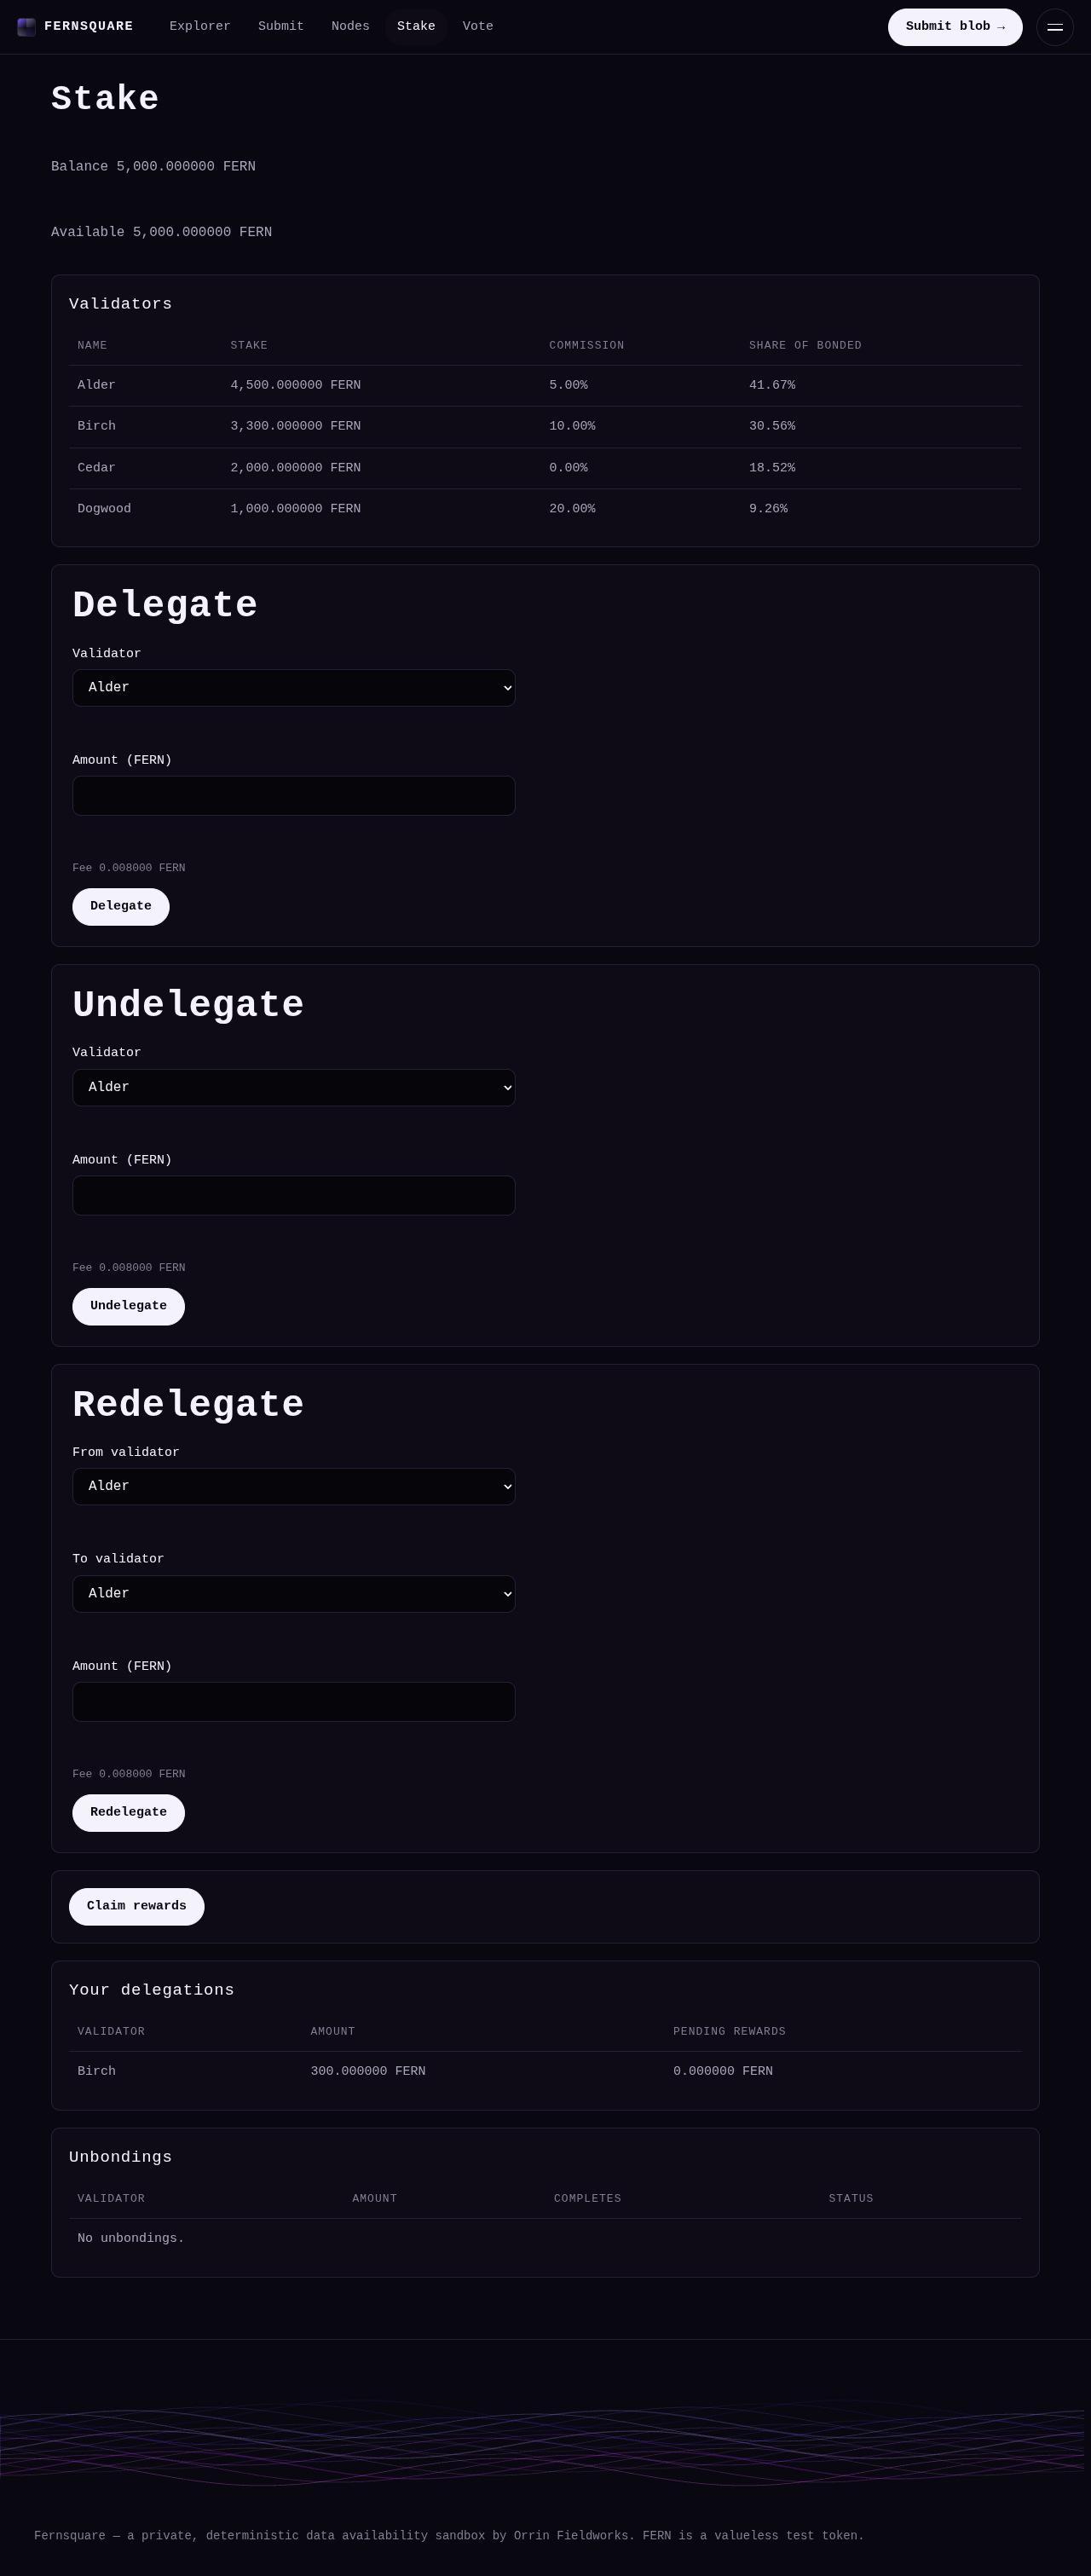 FERNSQUARE Explorer Submit Nodes Stake Vote Submit blob →
Stake
Balance 5,000.000000 FERN
Available 5,000.000000 FERN
Validators
NAME STAKE COMMISSION SHARE OF BONDED
Alder 4,500.000000 FERN 5.00% 41.67%
Birch 3,300.000000 FERN 10.00% 30.56%
Cedar 2,000.000000 FERN 0.00% 18.52%
Dogwood 1,000.000000 FERN 20.00% 9.26%
Delegate
Validator
Alder
Amount (FERN)
Fee 0.008000 FERN
Delegate
Undelegate
Validator
Alder
Amount (FERN)
Fee 0.008000 FERN
Undelegate
Redelegate
From validator
Alder
To validator
Alder
Amount (FERN)
Fee 0.008000 FERN
Redelegate
Claim rewards
Your delegations
VALIDATOR AMOUNT PENDING REWARDS
Birch 300.000000 FERN 0.000000 FERN
Unbondings
VALIDATOR AMOUNT COMPLETES STATUS
No unbondings.
Fernsquare — a private, deterministic data availability sandbox by Orrin Fieldworks. FERN is a valueless test token.